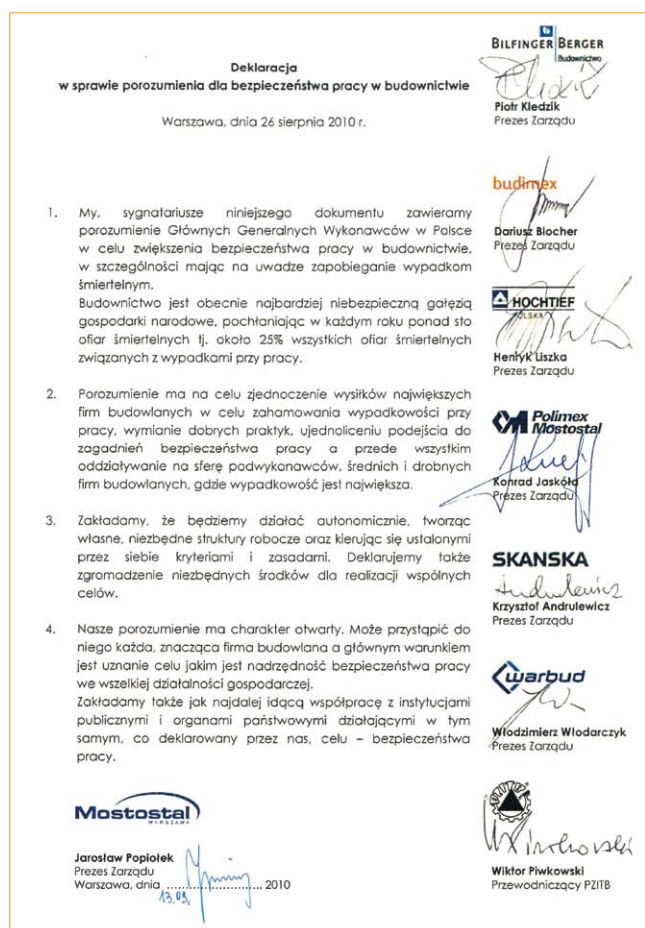 Deklaracja
w sprawie porozumienia dla bezpieczeństwa pracy w budownictwie
Warszawa, dnia 26 sierpnia 2010 r.
1. My, sygnatariusze niniejszego dokumentu zawieramy
porozumienie Głównych Generalnych Wykonawców w Polsce
w celu zwiększenia bezpieczeństwa pracy w budownictwie,
w szczególności mając na uwadze zapobieganie wypadkom
śmiertelnym.
Budownictwo jest obecnie najbardziej niebezpieczną gałęzią
gospodarki narodowe, pochłaniając w każdym roku ponad sto
ofiar śmiertelnych tj. około 25% wszystkich ofiar śmiertelnych
związanych z wypadkami przy pracy.
2. Porozumienie ma na celu zjednoczenie wysiłków największych
firm budowlanych w celu zahamowania wypadkowości przy
pracy, wymianie dobrych praktyk, ujednoliceniu podejścia do
zagadnień bezpieczeństwa pracy a przede wszystkim
oddziaływanie na sferę podwykonawców, średnich i drobnych
firm budowlanych, gdzie wypadkowość jest największa.
3. Zakładamy, że będziemy działać autonomicznie, tworząc
własne, niezbędne struktury robocze oraz kierując się ustalonymi
przez siebie kryteriami i zasadami. Deklarujemy także
zgromadzenie niezbędnych środków dla realizacji wspólnych
celów.
4. Nasze porozumienie ma charakter otwarty. Może przystąpić do
niego każda, znacząca firma budowlana a głównym warunkiem
jest uznanie celu jakim jest nadrzędność bezpieczeństwa pracy
we wszelkiej działalności gospodarczej.
Zakładamy także jak najdalej idącą współpracę z instytucjami
publicznymi i organami państwowymi działającymi w tym
samym, co deklarowany przez nas, celu – bezpieczeństwa
pracy.
Mostostal
WARSZAWA
Jarosław Popiołek
Prezes Zarządu
Warszawa, dnia 13.09. 2010
BILFINGER BERGER
Budownictwo
Piotr Kledzik
Prezes Zarządu
budimex
Dariusz Blocher
Prezes Zarządu
HOCHTIEF
POLSKA
Henryk Liszka
Prezes Zarządu
Polimex
Mostostal
Konrad Jaskóła
Prezes Zarządu
SKANSKA
Krzysztof Andrulewicz
Prezes Zarządu
warbud
Włodzimierz Włodarczyk
Prezes Zarządu
Wiktor Piwkowski
Przewodniczący PZITB